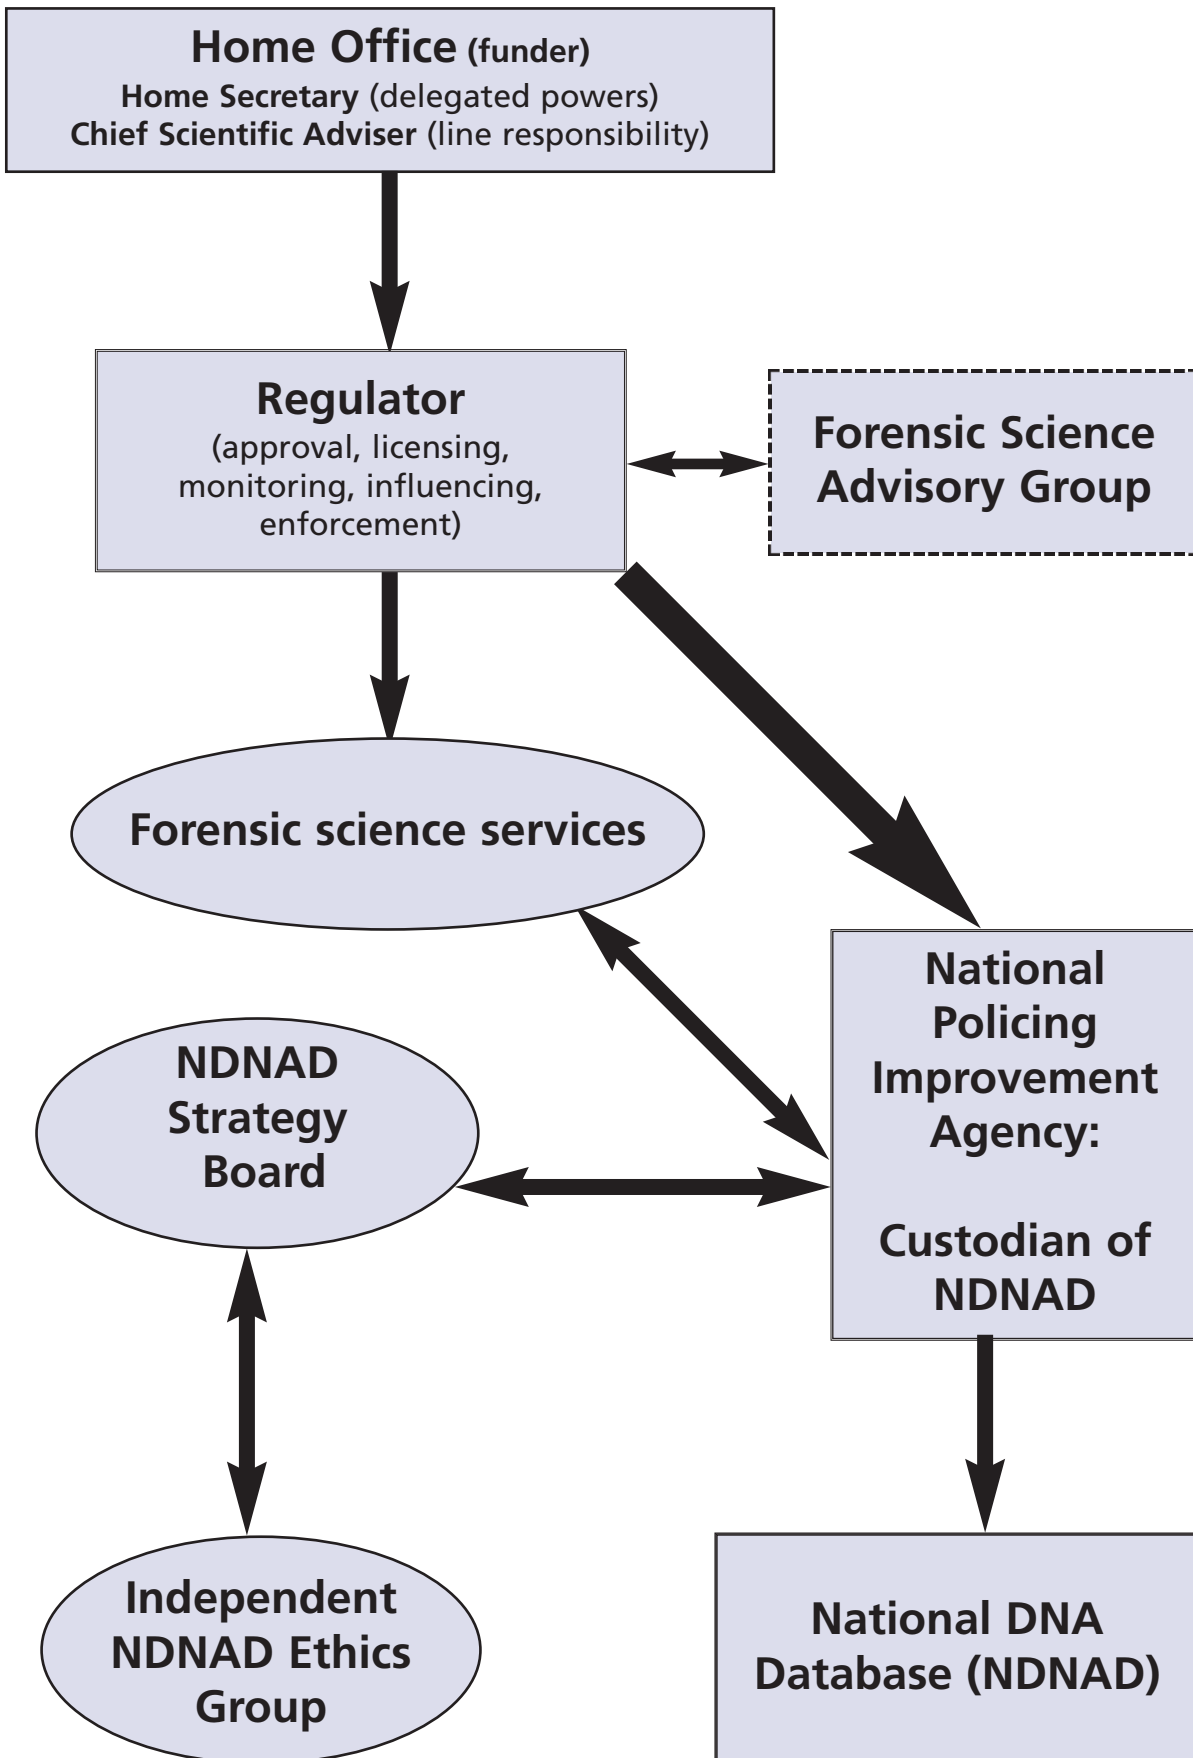 Home Office (funder)
Home Secretary (delegated powers)
Chief Scientific Adviser (line responsibility)
Regulator
(approval, licensing,
monitoring, influencing,
enforcement)
Forensic Science
Advisory Group
Forensic science services
National
Policing
Improvement
Agency:
Custodian of
NDNAD
NDNAD
Strategy
Board
Independent
NDNAD Ethics
Group
National DNA
Database (NDNAD)